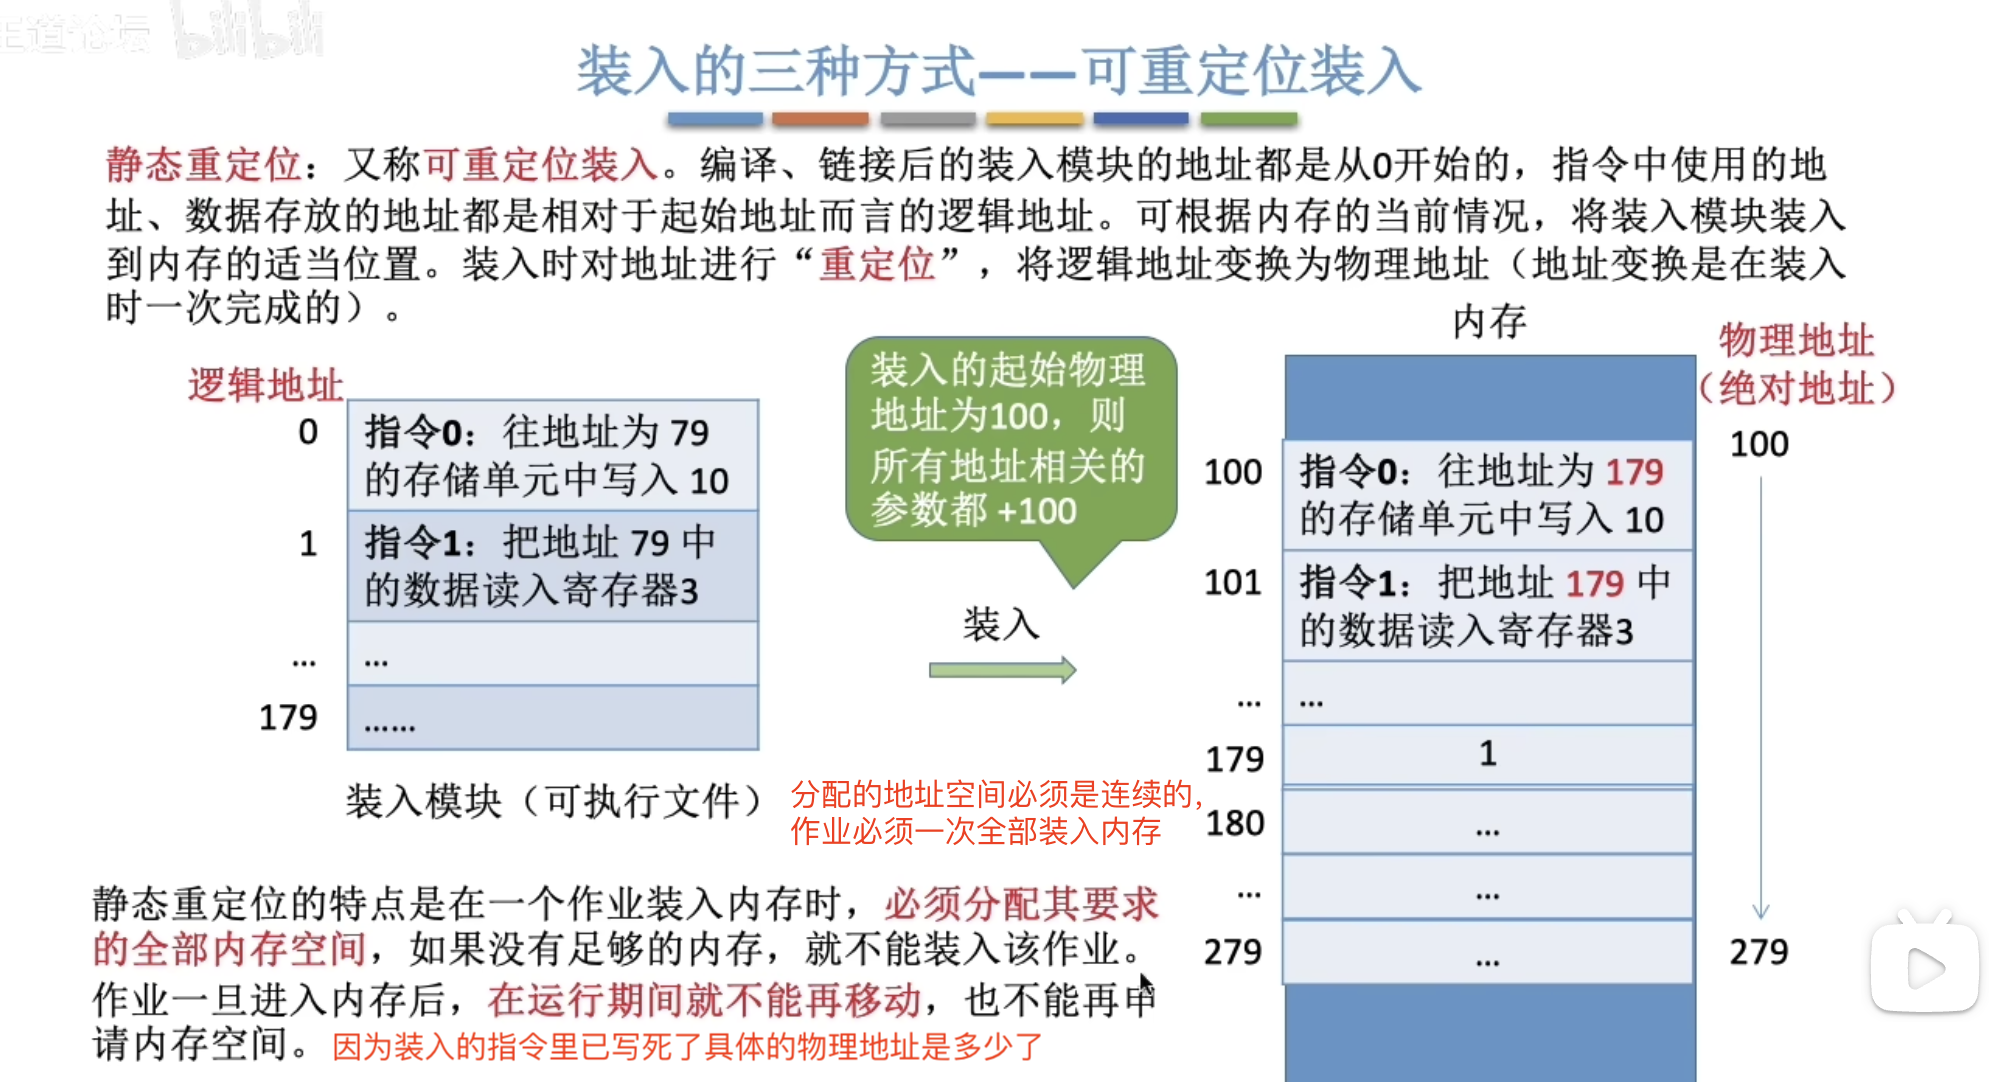 王道论坛 bilibili
装入的三种方式——可重定位装入
静态重定位：又称可重定位装入。编译、链接后的装入模块的地址都是从0开始的，指令中使用的地
址、数据存放的地址都是相对于起始地址而言的逻辑地址。可根据内存的当前情况，将装入模块装入
到内存的适当位置。装入时对地址进行“重定位”，将逻辑地址变换为物理地址（地址变换是在装入
时一次完成的）。
逻辑地址
0
指令0：往地址为 79
的存储单元中写入 10
1
指令1：把地址 79 中
的数据读入寄存器3
...
...
179
......
装入模块（可执行文件）
装入的起始物理
地址为100，则
所有地址相关的
参数都 +100
装入
内存
物理地址
（绝对地址）
100
279
100
指令0：往地址为 179
的存储单元中写入 10
101
指令1：把地址 179 中
的数据读入寄存器3
...
...
179
1
180
...
...
...
279
...
分配的地址空间必须是连续的，
作业必须一次全部装入内存
静态重定位的特点是在一个作业装入内存时，必须分配其要求
的全部内存空间，如果没有足够的内存，就不能装入该作业。
作业一旦进入内存后，在运行期间就不能再移动，也不能再申
请内存空间。因为装入的指令里已写死了具体的物理地址是多少了